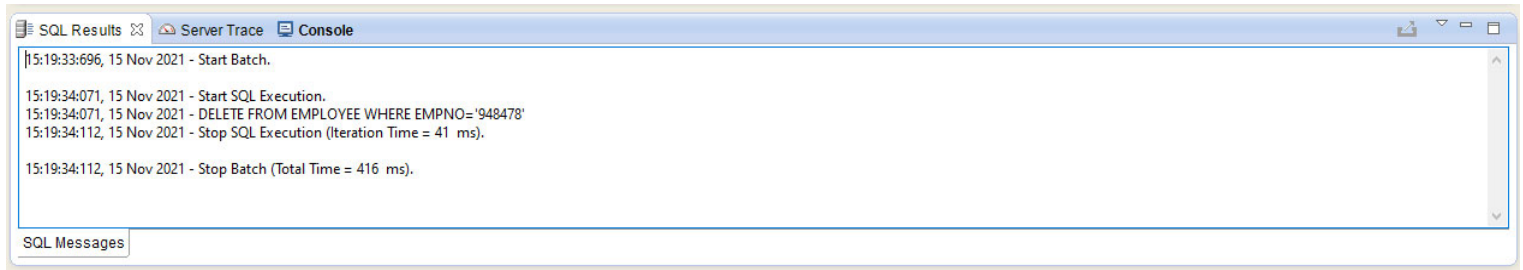 SQL Results Server Trace Console
15:19:33:696, 15 Nov 2021 - Start Batch.
15:19:34:071, 15 Nov 2021 - Start SQL Execution.
15:19:34:071, 15 Nov 2021 - DELETE FROM EMPLOYEE WHERE EMPNO='948478'
15:19:34:112, 15 Nov 2021 - Stop SQL Execution (Iteration Time = 41 ms).
15:19:34:112, 15 Nov 2021 - Stop Batch (Total Time = 416 ms).
SQL Messages